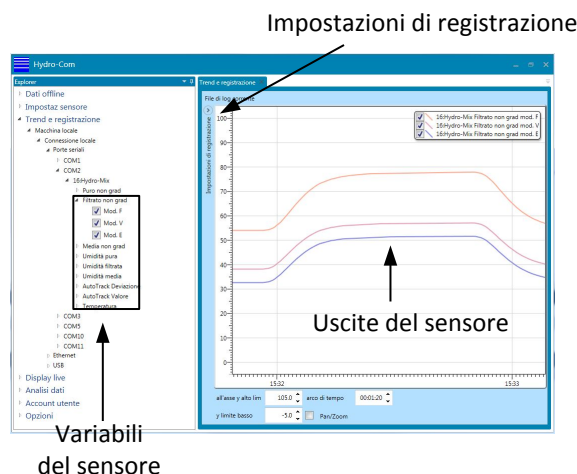 Impostazioni di registrazione
Hydro-Com
Explorer
Trend e registrazione
Dati offline
Impostaz sensore
Trend e registrazione
Macchina locale
Connessione locale
Porte seriali
COM1
COM2
16:Hydro-Mix
Puro non grad
Filtrato non grad
Mod. F
Mod. V
Mod. E
Media non grad
Umidità pura
Umidità filtrata
Umidità media
AutoTrack Deviazione
AutoTrack Valore
Temperatura
COM3
COM5
COM10
COM11
Ethernet
USB
Display live
Analisi dati
Account utente
Opzioni
File di log corrente
Impostazioni di registrazione
16:Hydro-Mix Filtrato non grad mod. F
16:Hydro-Mix Filtrato non grad mod. V
16:Hydro-Mix Filtrato non grad mod. E
100
90
80
70
60
50
40
30
20
10
0
15:32
15:33
Uscite del sensore
all'asse y alto lim 105.0 arco di tempo 00:01:20
y limite basso -5.0 Pan/Zoom
Variabili
del sensore